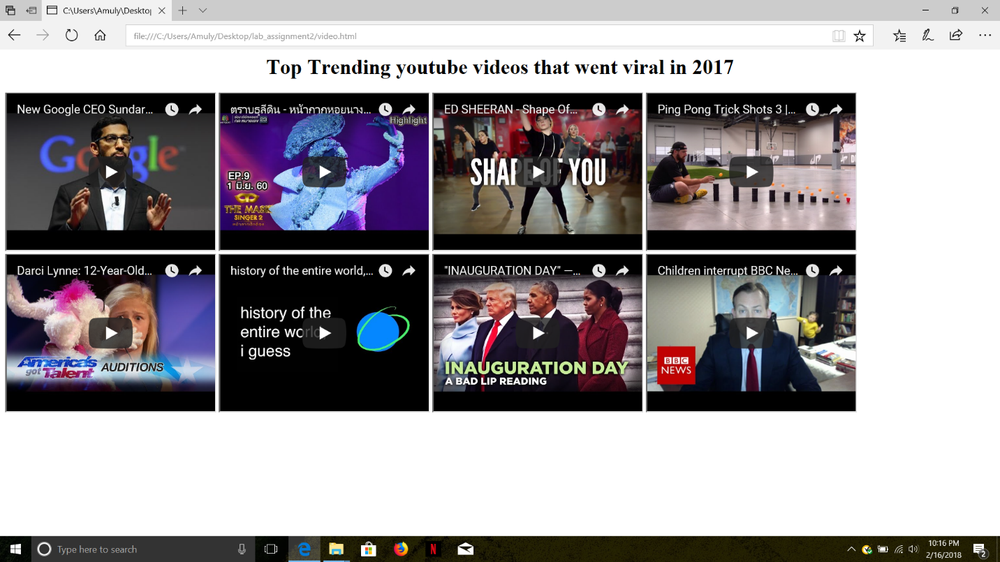 C:\Users\Amuly\Desktop
file:///C:/Users/Amuly/Desktop/lab_assignment2/video.html
Top Trending youtube videos that went viral in 2017
New Google CEO Sundar...
Google
ตราบธุลีดิน - หน้ากากหอยนาง...
Highlight
EP.9
1 มิ.ย. 60
THE MASK
SINGER 2
ED SHEERAN - Shape Of...
SHAPE OF YOU
Ping Pong Trick Shots 3 |...
Darci Lynne: 12-Year-Old...
America's
got Talent AUDITIONS
history of the entire world,...
history of the
entire world,
i guess
"INAUGURATION DAY" —...
INAUGURATION DAY
A BAD LIP READING
Children interrupt BBC Ne...
BBC
NEWS
Type here to search
N
10:16 PM
2/16/2018
2